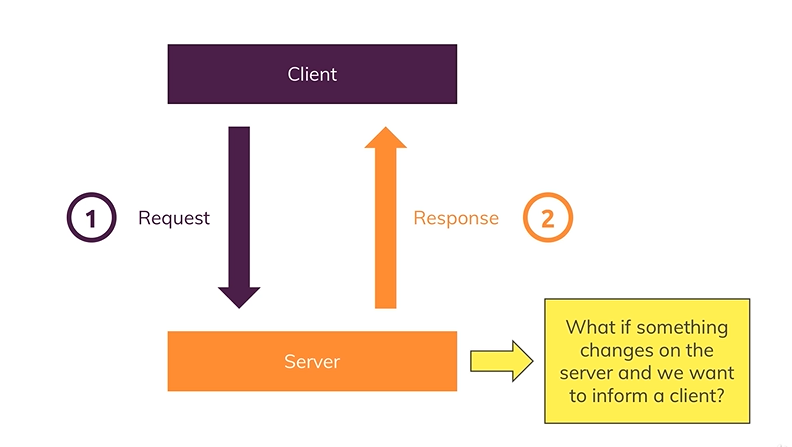 Client
1
Request
Response
2
Server
What if something
changes on the
server and we want
to inform a client?